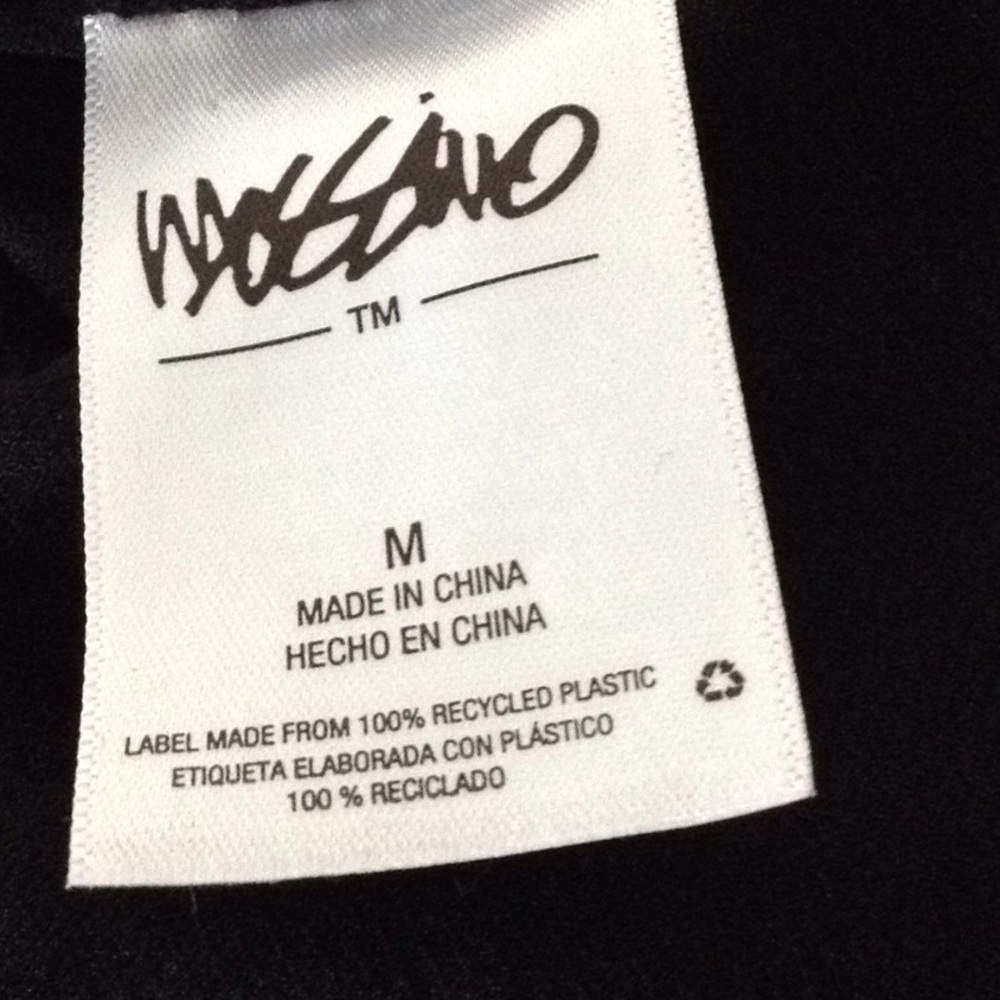 mossimo
TM
M
MADE IN CHINA
HECHO EN CHINA
LABEL MADE FROM 100% RECYCLED PLASTIC
ETIQUETA ELABORADA CON PLÁSTICO
100 % RECICLADO